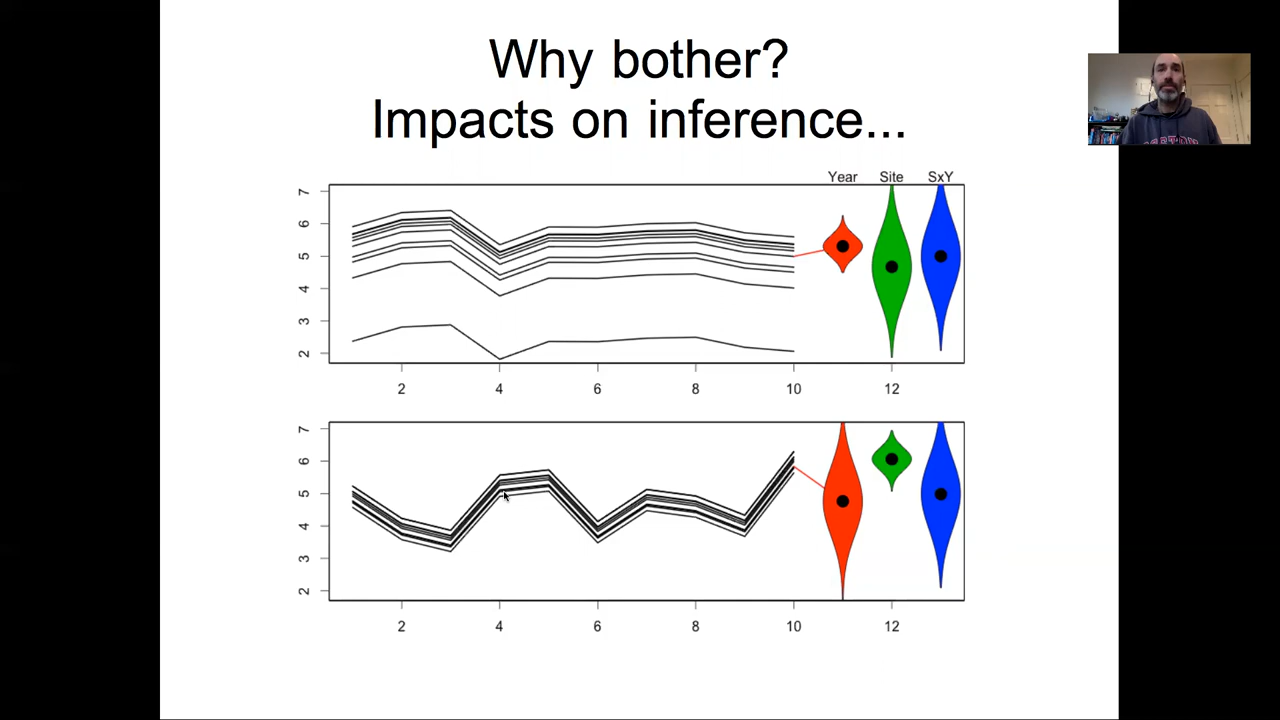 Why bother?
Impacts on inference...
Year Site SxY
7
6
5
4
3
2
2 4 6 8 10 12
7
6
5
4
3
2
2 4 6 8 10 12